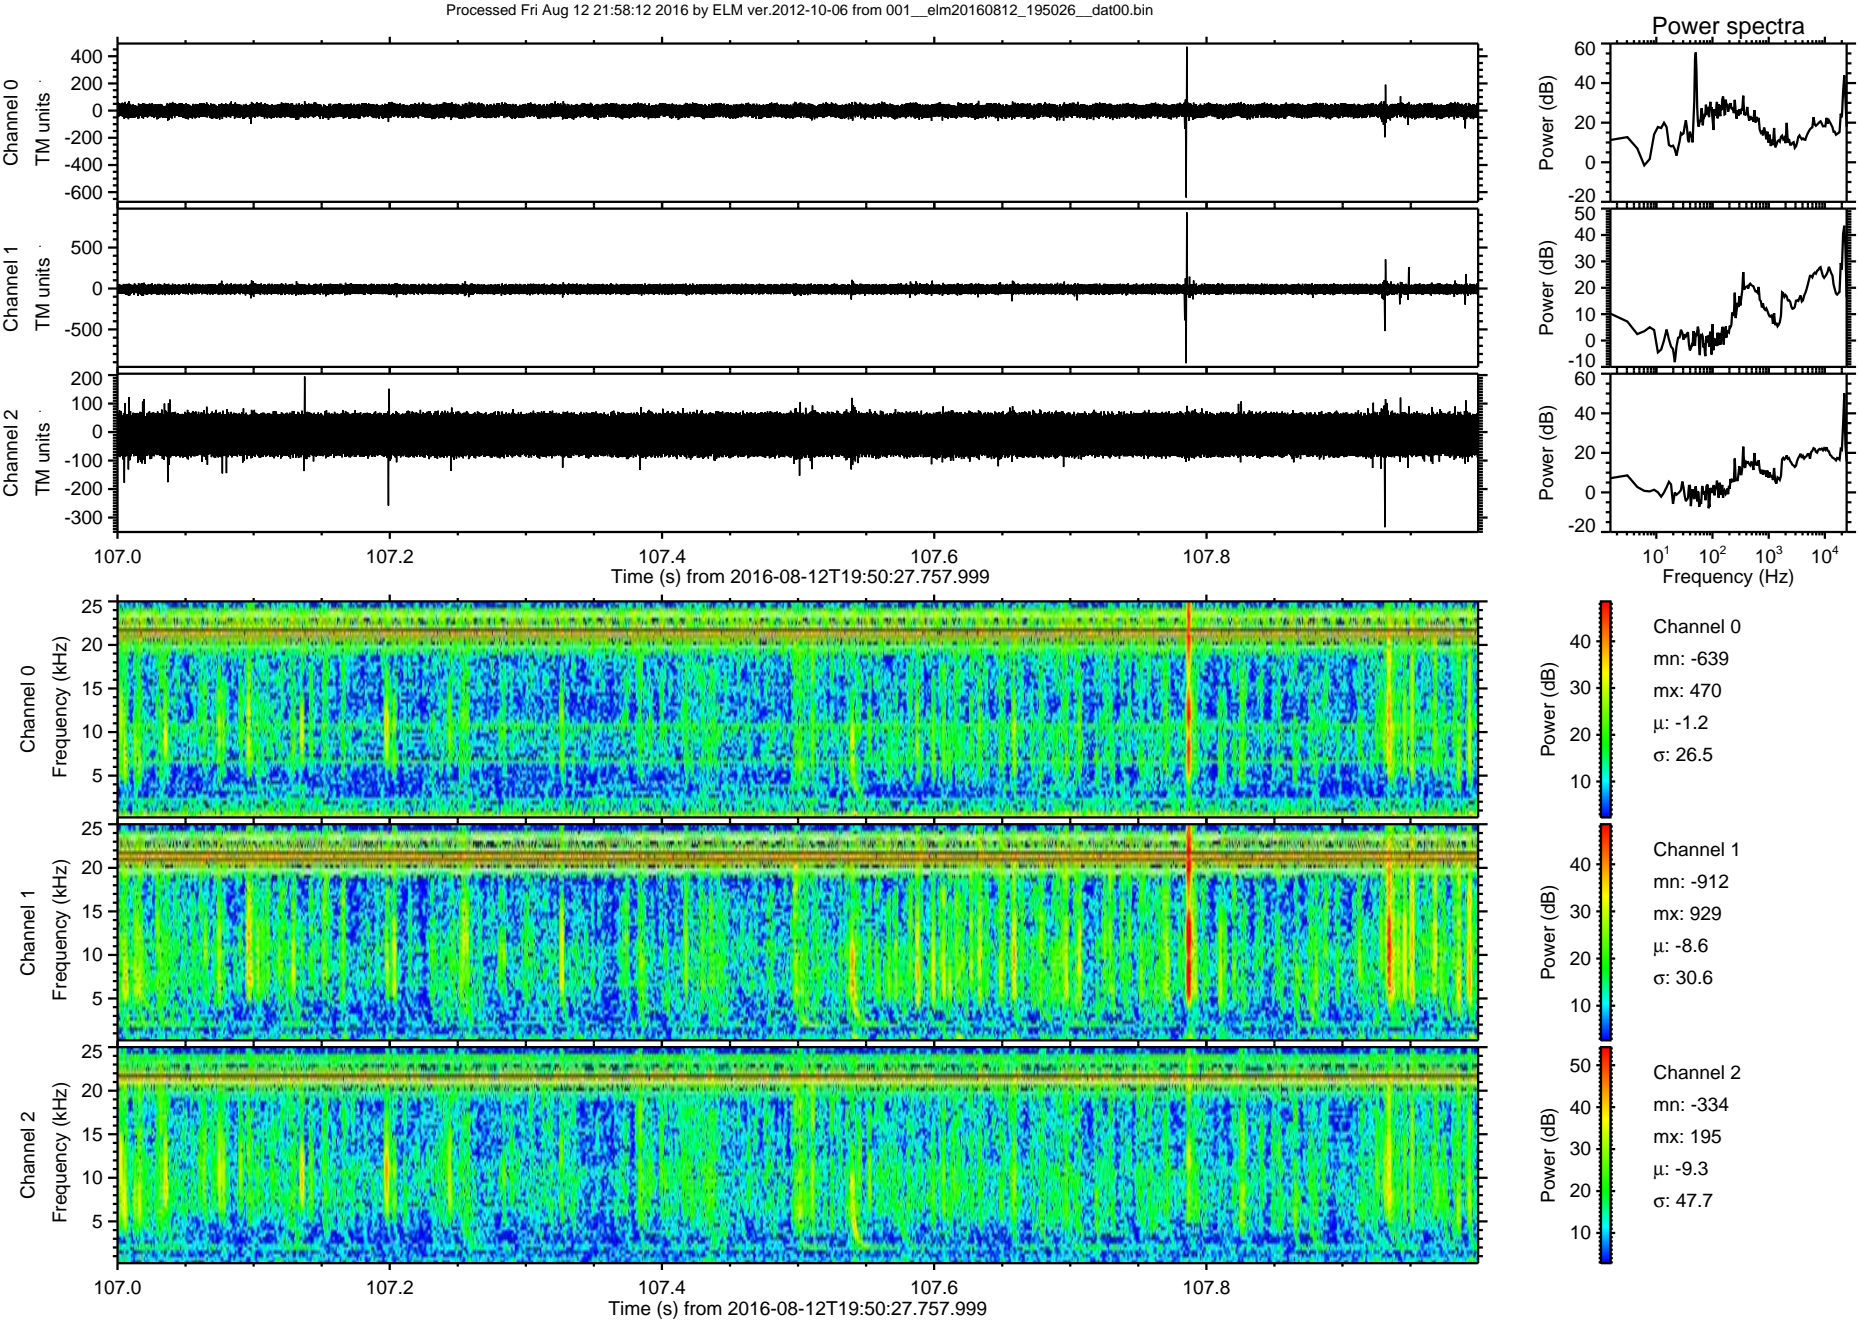 Processed Fri Aug 12 21:58:12 2016 by ELM ver.2012-10-06 from 001__elm20160812_195026__dat00.bin
Power spectra
Channel 0
TM units
400
200
0
-200
-400
-600
Power (dB)
60
40
20
0
-20
Channel 1
TM units
500
0
-500
Power (dB)
50
40
30
20
10
0
-10
Channel 2
TM units
200
100
0
-100
-200
-300
Power (dB)
60
40
20
0
-20
107.0 107.2 107.4 107.6 107.8
Time (s) from 2016-08-12T19:50:27.757.999
10^1 10^2 10^3 10^4
Frequency (Hz)
Channel 0
Frequency (kHz)
25
20
15
10
5
Power (dB)
40
30
20
10
Channel 0
mn: -639
mx: 470
µ: -1.2
σ: 26.5
Channel 1
Frequency (kHz)
25
20
15
10
5
Power (dB)
40
30
20
10
Channel 1
mn: -912
mx: 929
µ: -8.6
σ: 30.6
Channel 2
Frequency (kHz)
25
20
15
10
5
Power (dB)
50
40
30
20
10
Channel 2
mn: -334
mx: 195
µ: -9.3
σ: 47.7
107.0 107.2 107.4 107.6 107.8
Time (s) from 2016-08-12T19:50:27.757.999